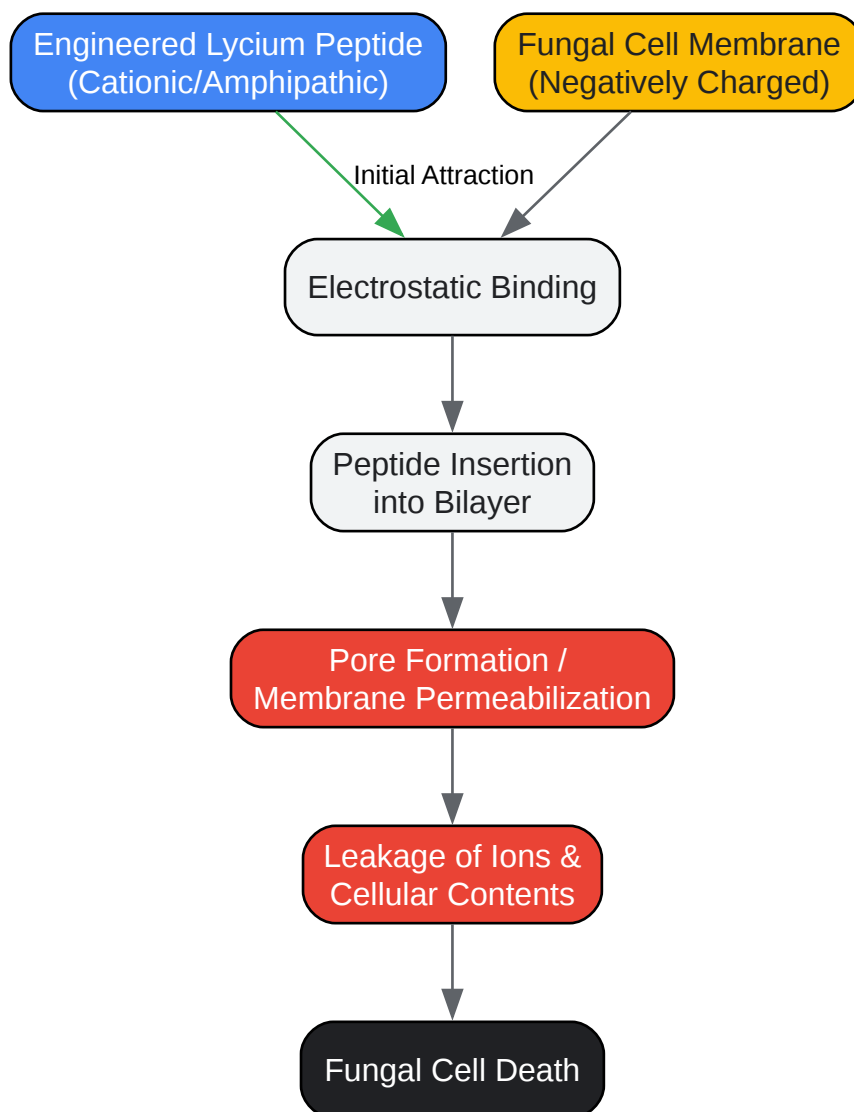 Engineered Lycium Peptide
(Cationic/Amphipathic)
Fungal Cell Membrane
(Negatively Charged)
Initial Attraction
Electrostatic Binding
Peptide Insertion
into Bilayer
Pore Formation /
Membrane Permeabilization
Leakage of Ions &
Cellular Contents
Fungal Cell Death